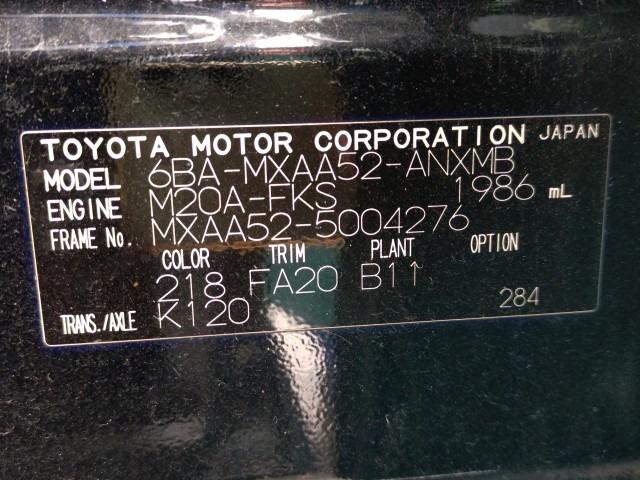 TOYOTA MOTOR CORPORATION JAPAN
MODEL 6BA-MXAA52-ANXMB
ENGINE M20A-FKS 1986 mL
FRAME No. MXAA52-5004276
COLOR TRIM PLANT OPTION
218 FA20 B11
TRANS./AXLE K120 284